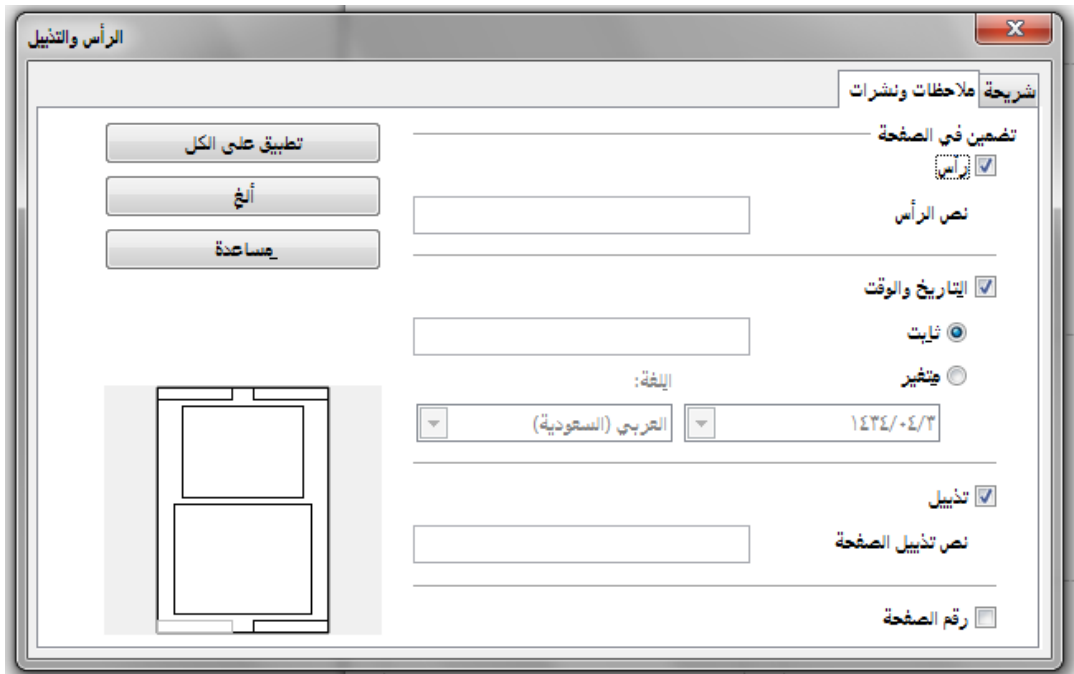 الرأس والتذييل
شريحة ملاحظات ونشرات
تضمين في الصفحة
رأس
نص الرأس
التاريخ والوقت
ثابت
متغير
اللغة:
١٤٣٤/٠٤/٣ العربي (السعودية)
تذييل
نص تذييل الصفحة
رقم الصفحة
تطبيق على الكل
ألغِ
مساعدة